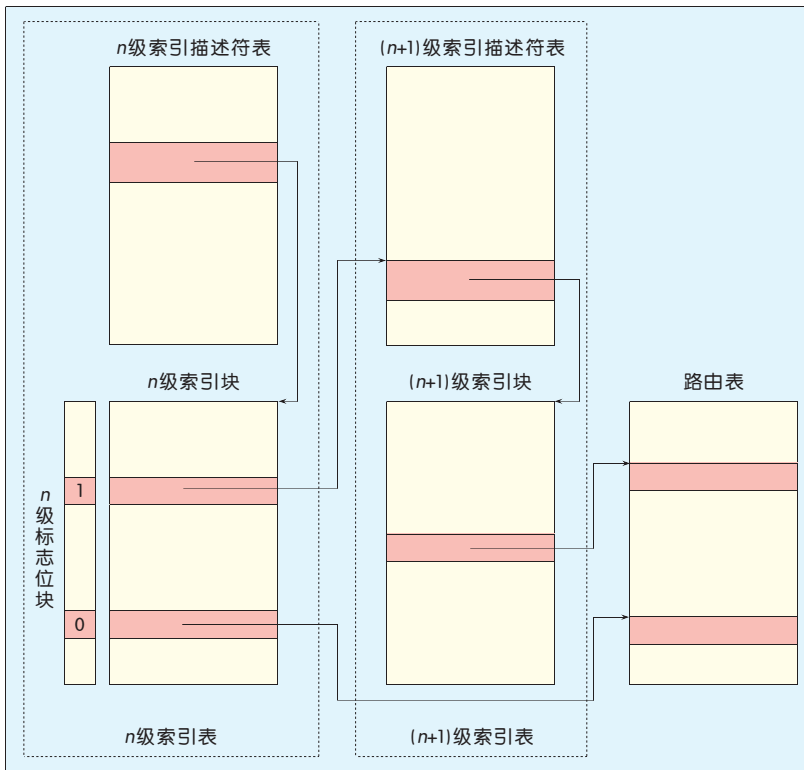 n级索引描述符表
(n+1)级索引描述符表
n级索引块
(n+1)级索引块
路由表
n级标志位块
1
0
n级索引表
(n+1)级索引表